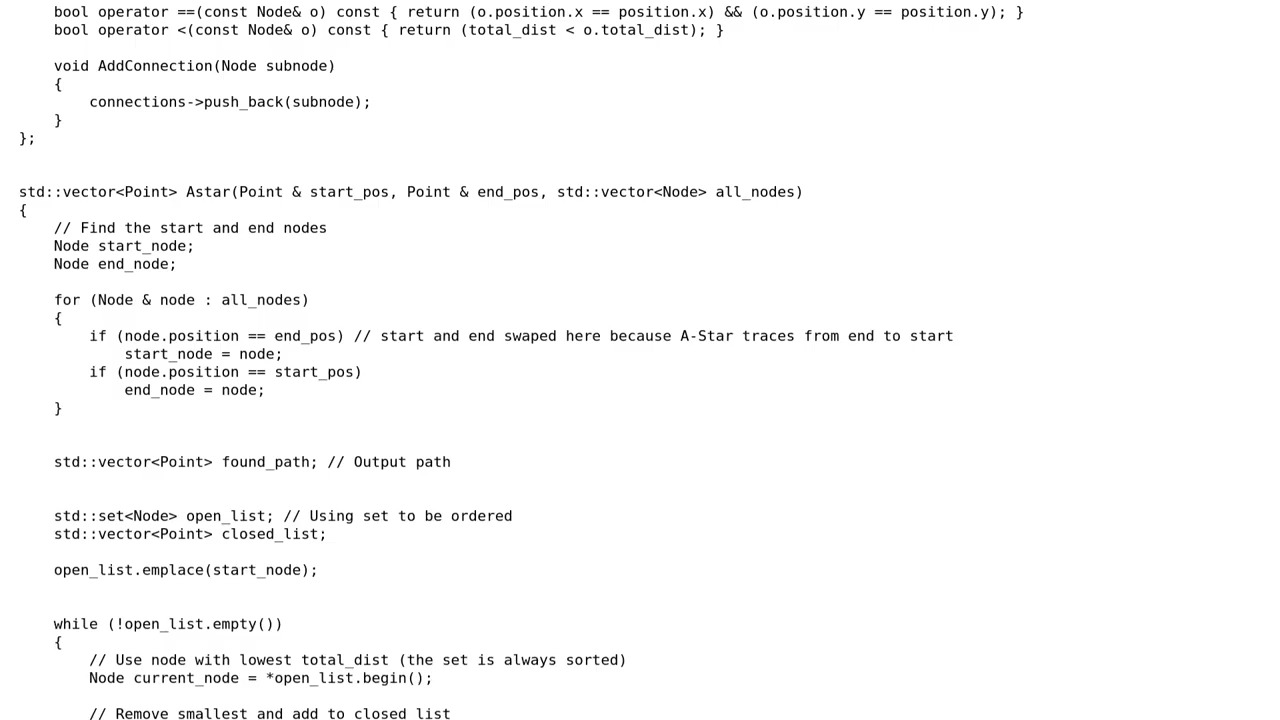 bool operator ==(const Node& o) const { return (o.position.x == position.x) && (o.position.y == position.y); }
bool operator <(const Node& o) const { return (total_dist < o.total_dist); }
void AddConnection(Node subnode)
{
connections->push_back(subnode);
}
};
std::vector<Point> Astar(Point & start_pos, Point & end_pos, std::vector<Node> all_nodes)
{
// Find the start and end nodes
Node start_node;
Node end_node;
for (Node & node : all_nodes)
{
if (node.position == end_pos) // start and end swaped here because A-Star traces from end to start
start_node = node;
if (node.position == start_pos)
end_node = node;
}
std::vector<Point> found_path; // Output path
std::set<Node> open_list; // Using set to be ordered
std::vector<Point> closed_list;
open_list.emplace(start_node);
while (!open_list.empty())
{
// Use node with lowest total_dist (the set is always sorted)
Node current_node = *open_list.begin();
// Remove smallest and add to closed list